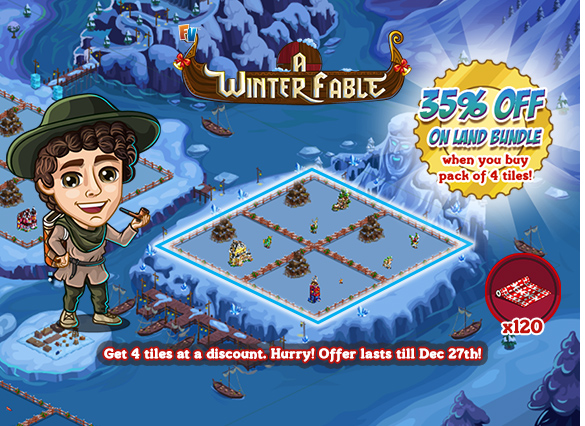 FV
A
WINTER FABLE
35% OFF
ON LAND BUNDLE
when you buy
pack of 4 tiles!
x120
Get 4 tiles at a discount. Hurry! Offer lasts till Dec 27th!